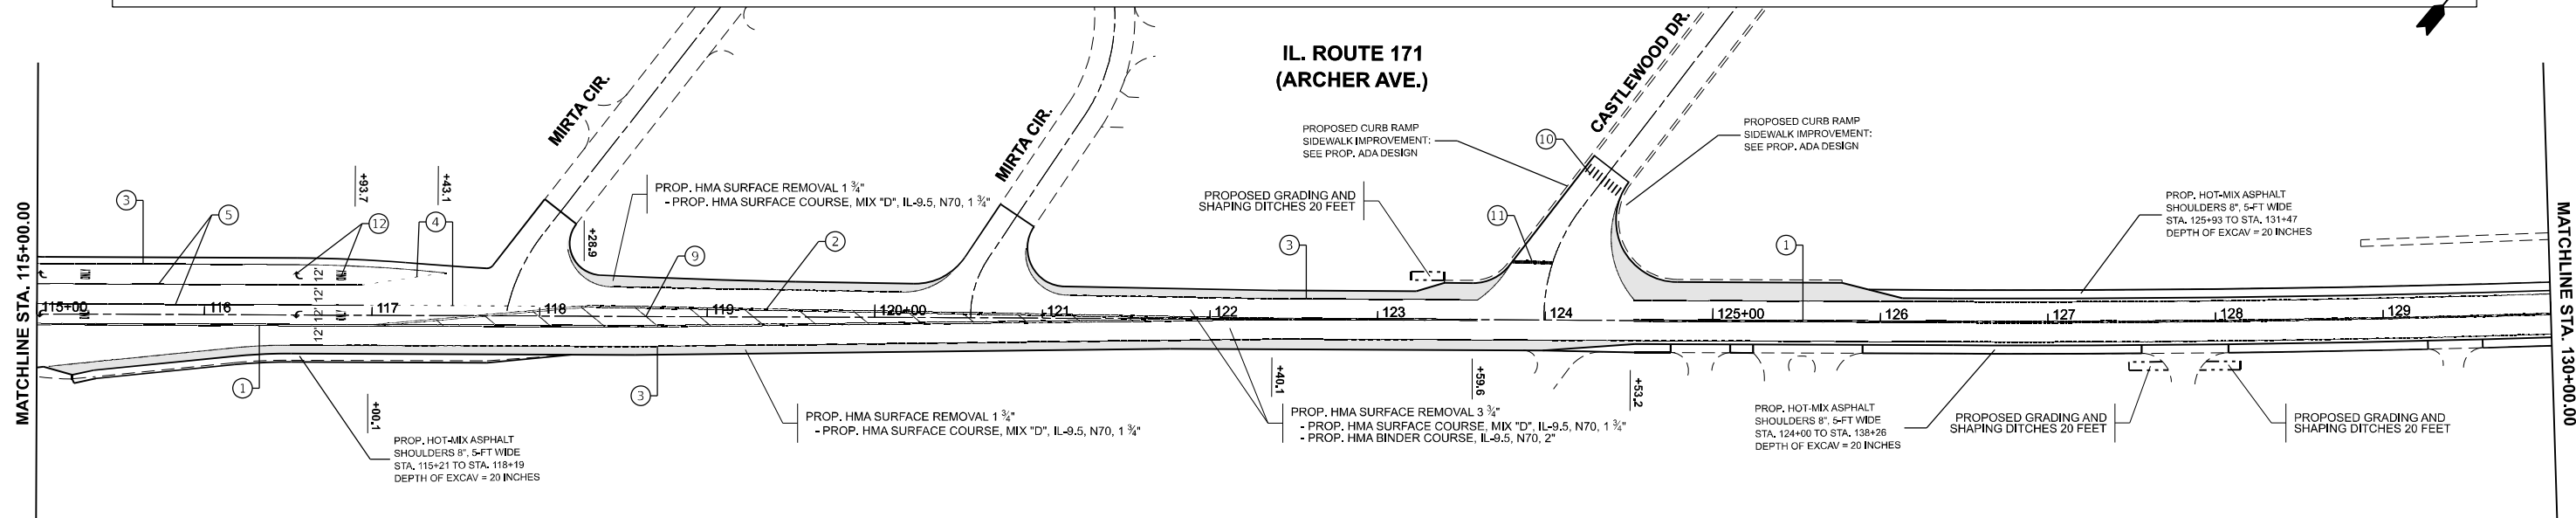 IL. ROUTE 171
(ARCHER AVE.)
MIRTA CIR.
MIRTA CIR.
CASTLEWOOD DR.
MATCHLINE STA. 115+00.00
MATCHLINE STA. 130+00.00
PROPOSED CURB RAMP
SIDEWALK IMPROVEMENT:
SEE PROP. ADA DESIGN
10
PROPOSED CURB RAMP
SIDEWALK IMPROVEMENT:
SEE PROP. ADA DESIGN
3
5
+93.7
12
+43.1
4
+28.9
PROP. HMA SURFACE REMOVAL 1 ¾"
- PROP. HMA SURFACE COURSE, MIX "D", IL-9.5, N70, 1 ¾"
9
2
PROPOSED GRADING AND
SHAPING DITCHES 20 FEET
3
11
1
PROP. HOT-MIX ASPHALT
SHOULDERS 8", 5-FT WIDE
STA. 125+93 TO STA. 131+47
DEPTH OF EXCAV = 20 INCHES
12'
12'
12'
12'
115+00
116
117
118
119
120+00
121
122
123
124
125+00
126
127
128
129
1
+00.1
PROP. HOT-MIX ASPHALT
SHOULDERS 8", 5-FT WIDE
STA. 115+21 TO STA. 118+19
DEPTH OF EXCAV = 20 INCHES
3
PROP. HMA SURFACE REMOVAL 1 ¾"
- PROP. HMA SURFACE COURSE, MIX "D", IL-9.5, N70, 1 ¾"
+40.1
PROP. HMA SURFACE REMOVAL 3 ¾"
- PROP. HMA SURFACE COURSE, MIX "D", IL-9.5, N70, 1 ¾"
- PROP. HMA BINDER COURSE, IL-9.5, N70, 2"
+59.6
+53.2
PROP. HOT-MIX ASPHALT
SHOULDERS 8", 5-FT WIDE
STA. 124+00 TO STA. 138+26
DEPTH OF EXCAV = 20 INCHES
PROPOSED GRADING AND
SHAPING DITCHES 20 FEET
PROPOSED GRADING AND
SHAPING DITCHES 20 FEET